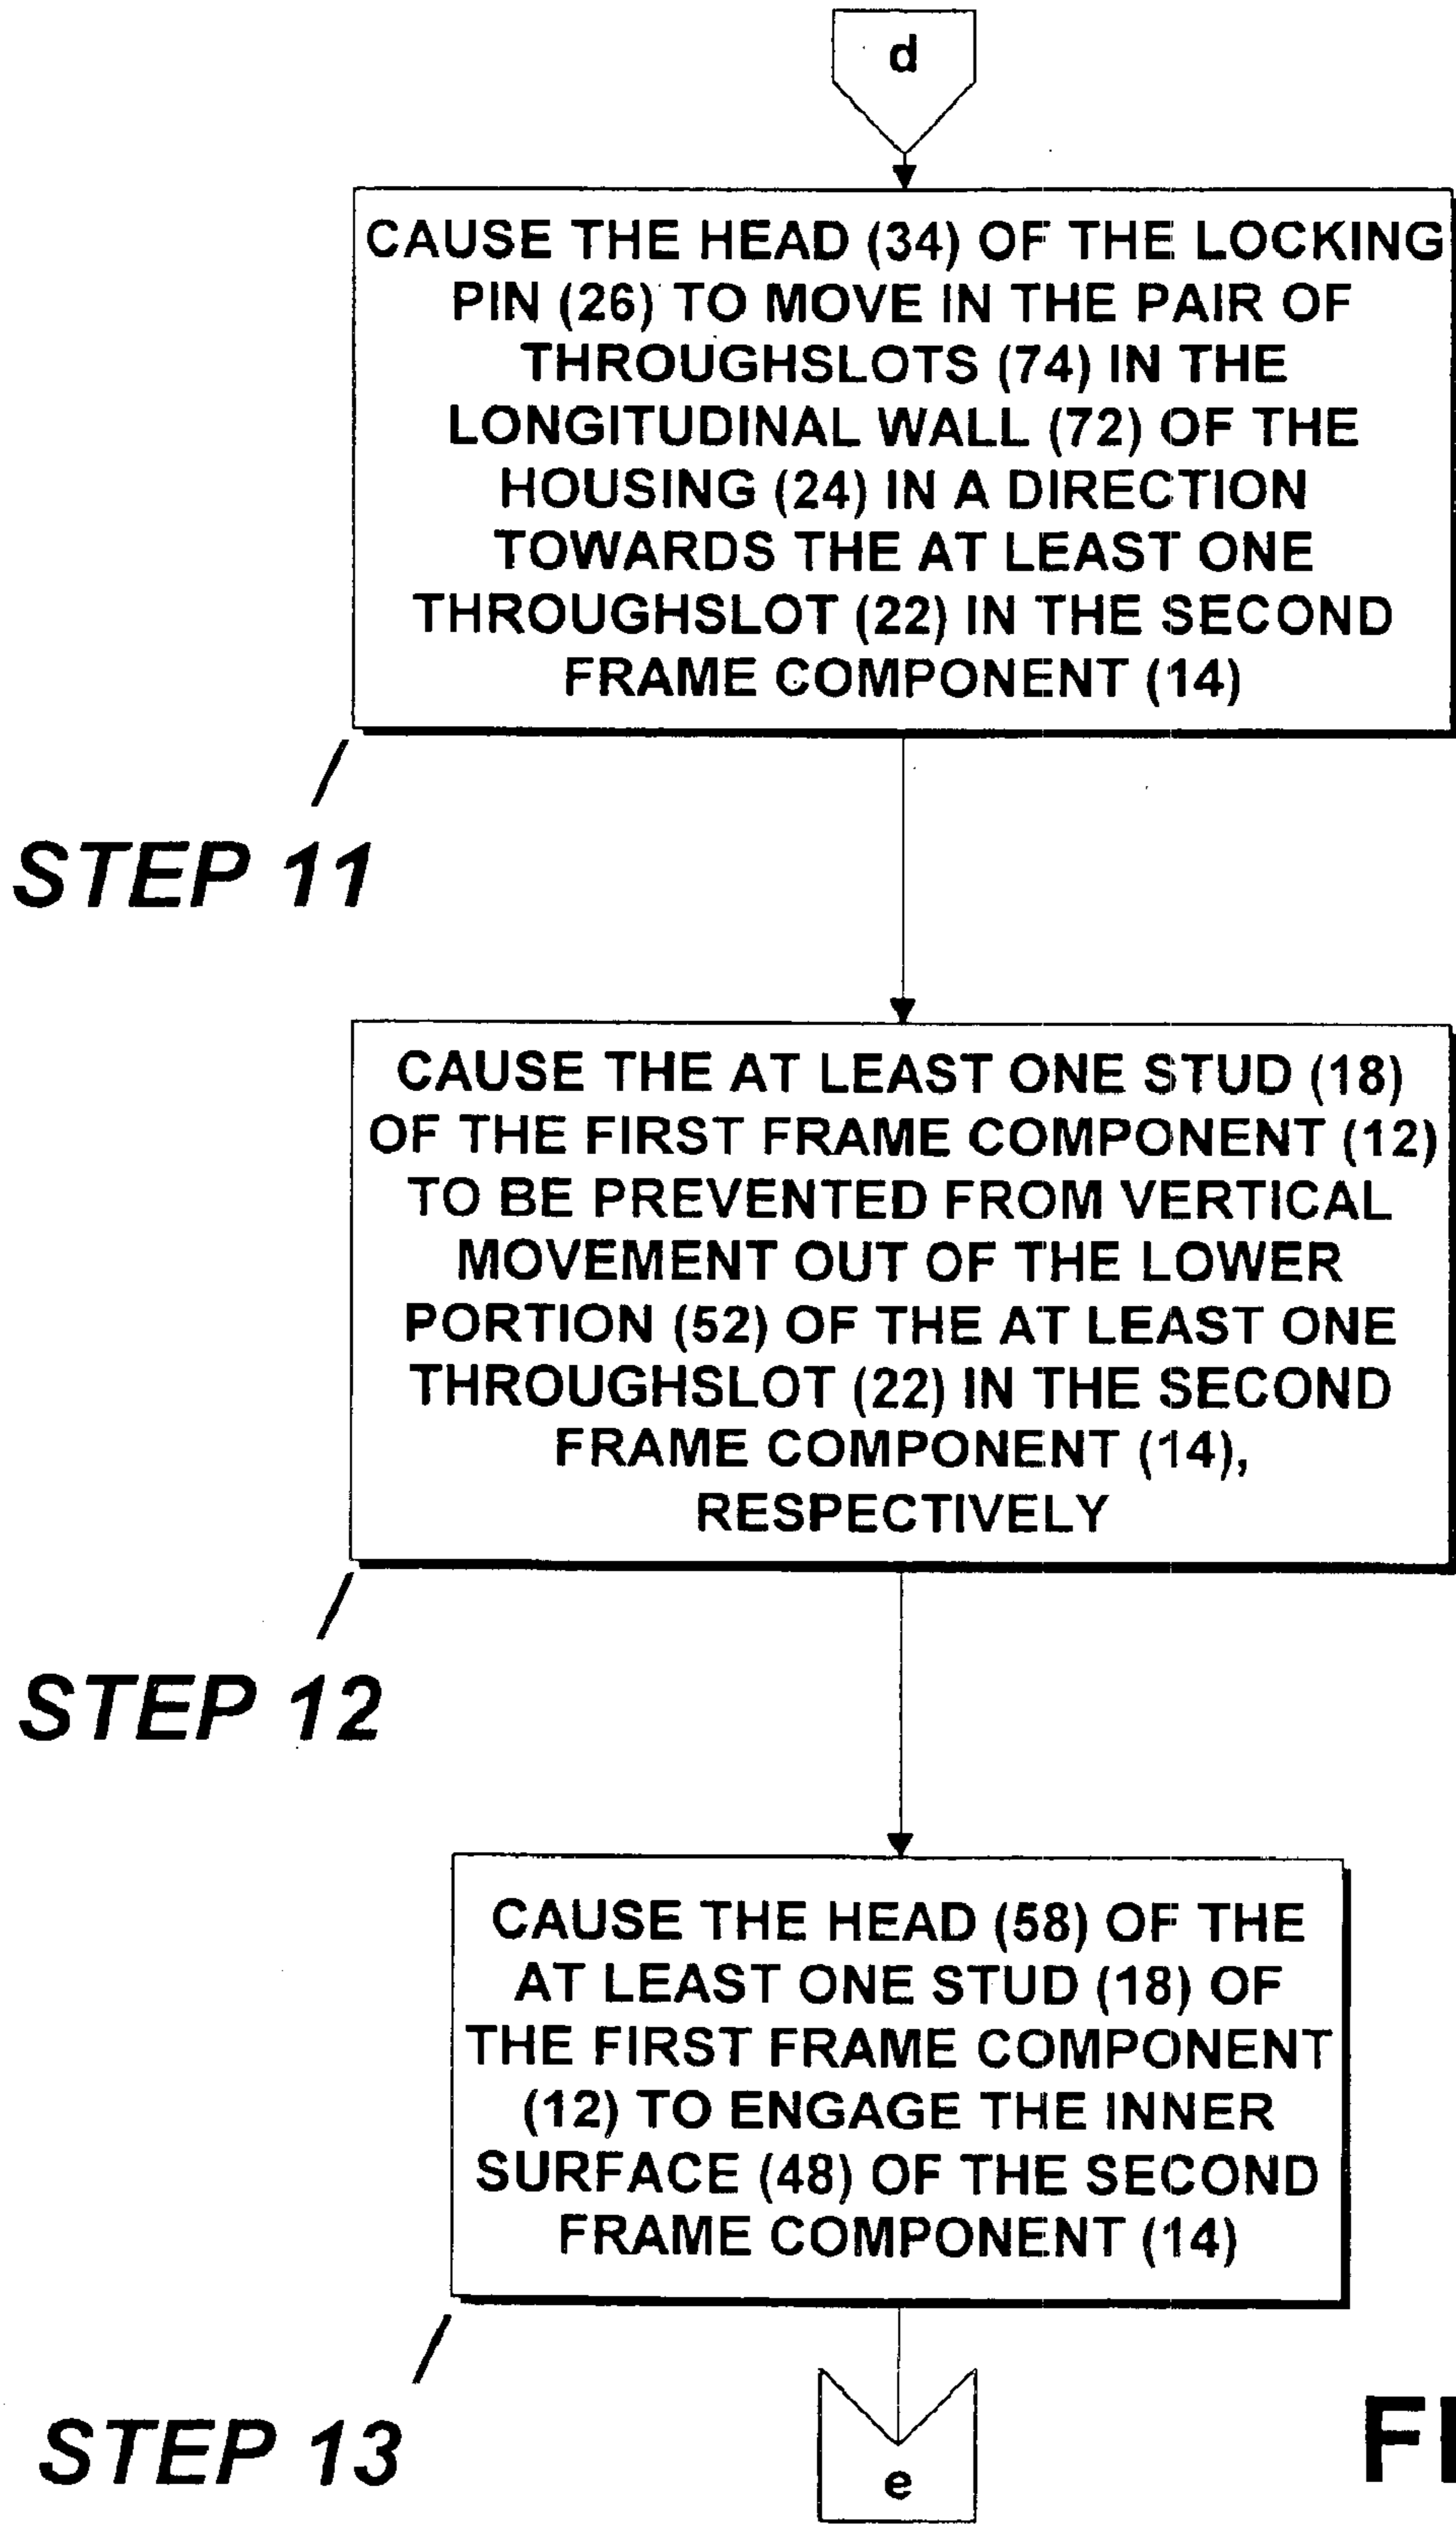 d
CAUSE THE HEAD (34) OF THE LOCKING
PIN (26) TO MOVE IN THE PAIR OF
THROUGHSLOTS (74) IN THE
LONGITUDINAL WALL (72) OF THE
HOUSING (24) IN A DIRECTION
TOWARDS THE AT LEAST ONE
THROUGHSLOT (22) IN THE SECOND
FRAME COMPONENT (14)
STEP 11
CAUSE THE AT LEAST ONE STUD (18)
OF THE FIRST FRAME COMPONENT (12)
TO BE PREVENTED FROM VERTICAL
MOVEMENT OUT OF THE LOWER
PORTION (52) OF THE AT LEAST ONE
THROUGHSLOT (22) IN THE SECOND
FRAME COMPONENT (14),
RESPECTIVELY
STEP 12
CAUSE THE HEAD (58) OF THE
AT LEAST ONE STUD (18) OF
THE FIRST FRAME COMPONENT
(12) TO ENGAGE THE INNER
SURFACE (48) OF THE SECOND
FRAME COMPONENT (14)
STEP 13
e